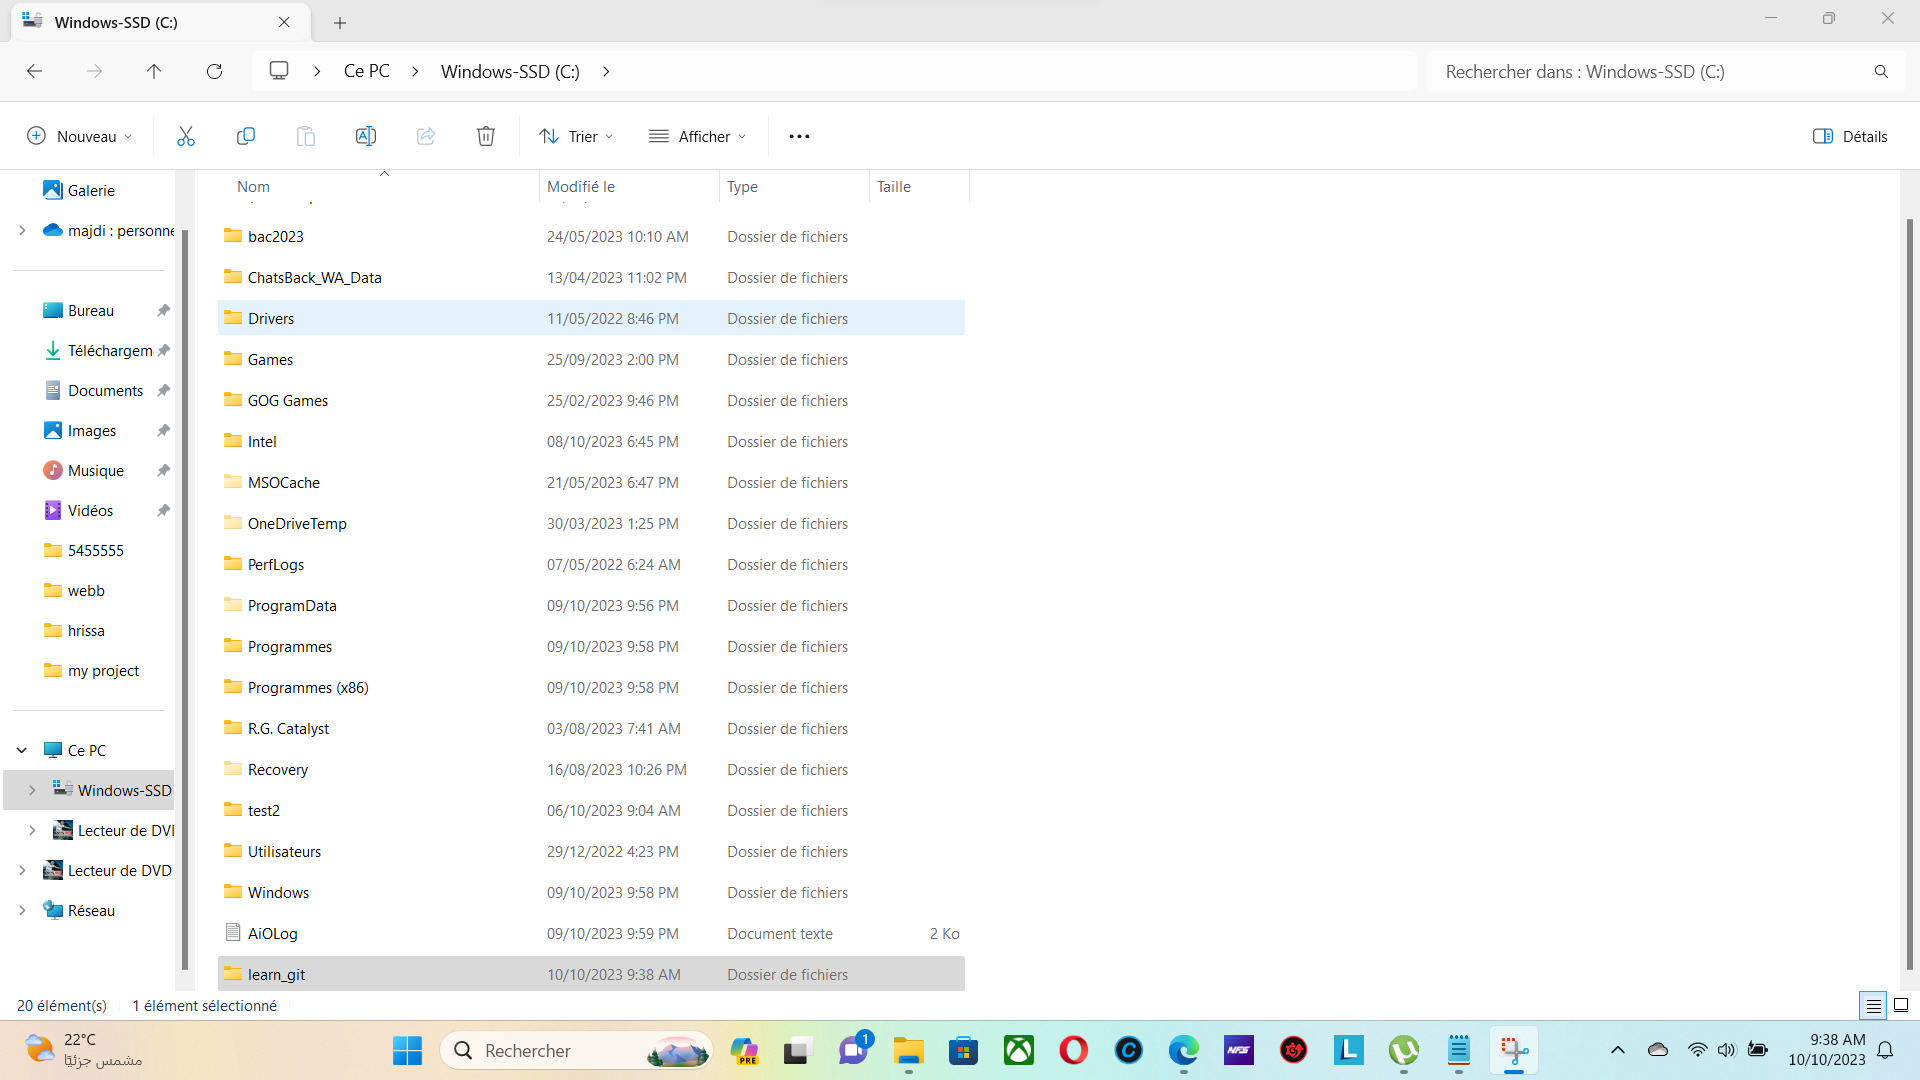 Windows-SSD (C:)
Ce PC
Windows-SSD (C:)
Rechercher dans : Windows-SSD (C:)
Nouveau
Trier
Afficher
Détails
Galerie
majdi : personne
Bureau
Téléchargem
Documents
Images
Musique
Vidéos
5455555
webb
hrissa
my project
Ce PC
Windows-SSD
Lecteur de DVD
Lecteur de DVD
Réseau
Nom Modifié le Type Taille
bac2023 24/05/2023 10:10 AM Dossier de fichiers
ChatsBack_WA_Data 13/04/2023 11:02 PM Dossier de fichiers
Drivers 11/05/2022 8:46 PM Dossier de fichiers
Games 25/09/2023 2:00 PM Dossier de fichiers
GOG Games 25/02/2023 9:46 PM Dossier de fichiers
Intel 08/10/2023 6:45 PM Dossier de fichiers
MSOCache 21/05/2023 6:47 PM Dossier de fichiers
OneDriveTemp 30/03/2023 1:25 PM Dossier de fichiers
PerfLogs 07/05/2022 6:24 AM Dossier de fichiers
ProgramData 09/10/2023 9:56 PM Dossier de fichiers
Programmes 09/10/2023 9:58 PM Dossier de fichiers
Programmes (x86) 09/10/2023 9:58 PM Dossier de fichiers
R.G. Catalyst 03/08/2023 7:41 AM Dossier de fichiers
Recovery 16/08/2023 10:26 PM Dossier de fichiers
test2 06/10/2023 9:04 AM Dossier de fichiers
Utilisateurs 29/12/2022 4:23 PM Dossier de fichiers
Windows 09/10/2023 9:58 PM Dossier de fichiers
AiOLog 09/10/2023 9:59 PM Document texte 2 Ko
learn_git 10/10/2023 9:38 AM Dossier de fichiers
20 élément(s) 1 élément sélectionné
22°C
مشمس جزئيًا
Rechercher
PRE
1
NFS
L
9:38 AM
10/10/2023